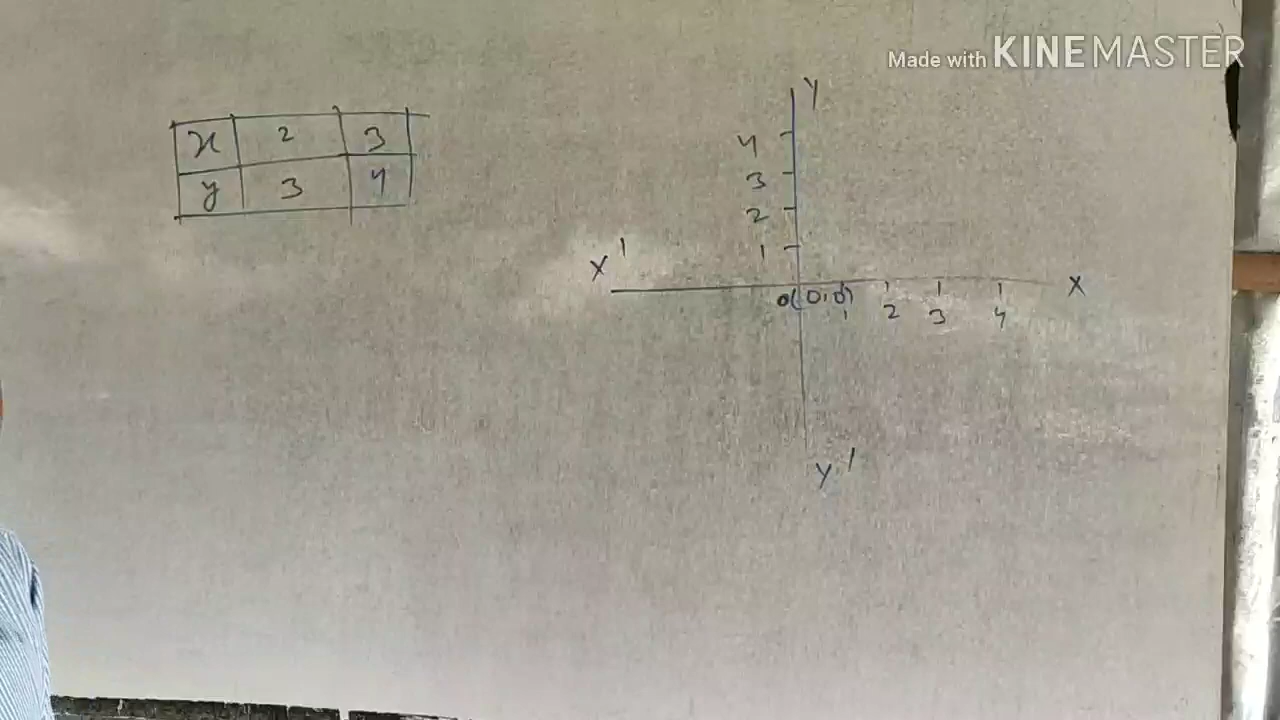 Made with KINEMASTER
x 2 3
y 3 4
Y
4
3
2
1
X'
X
O(0,0)
1 2 3 4
Y'